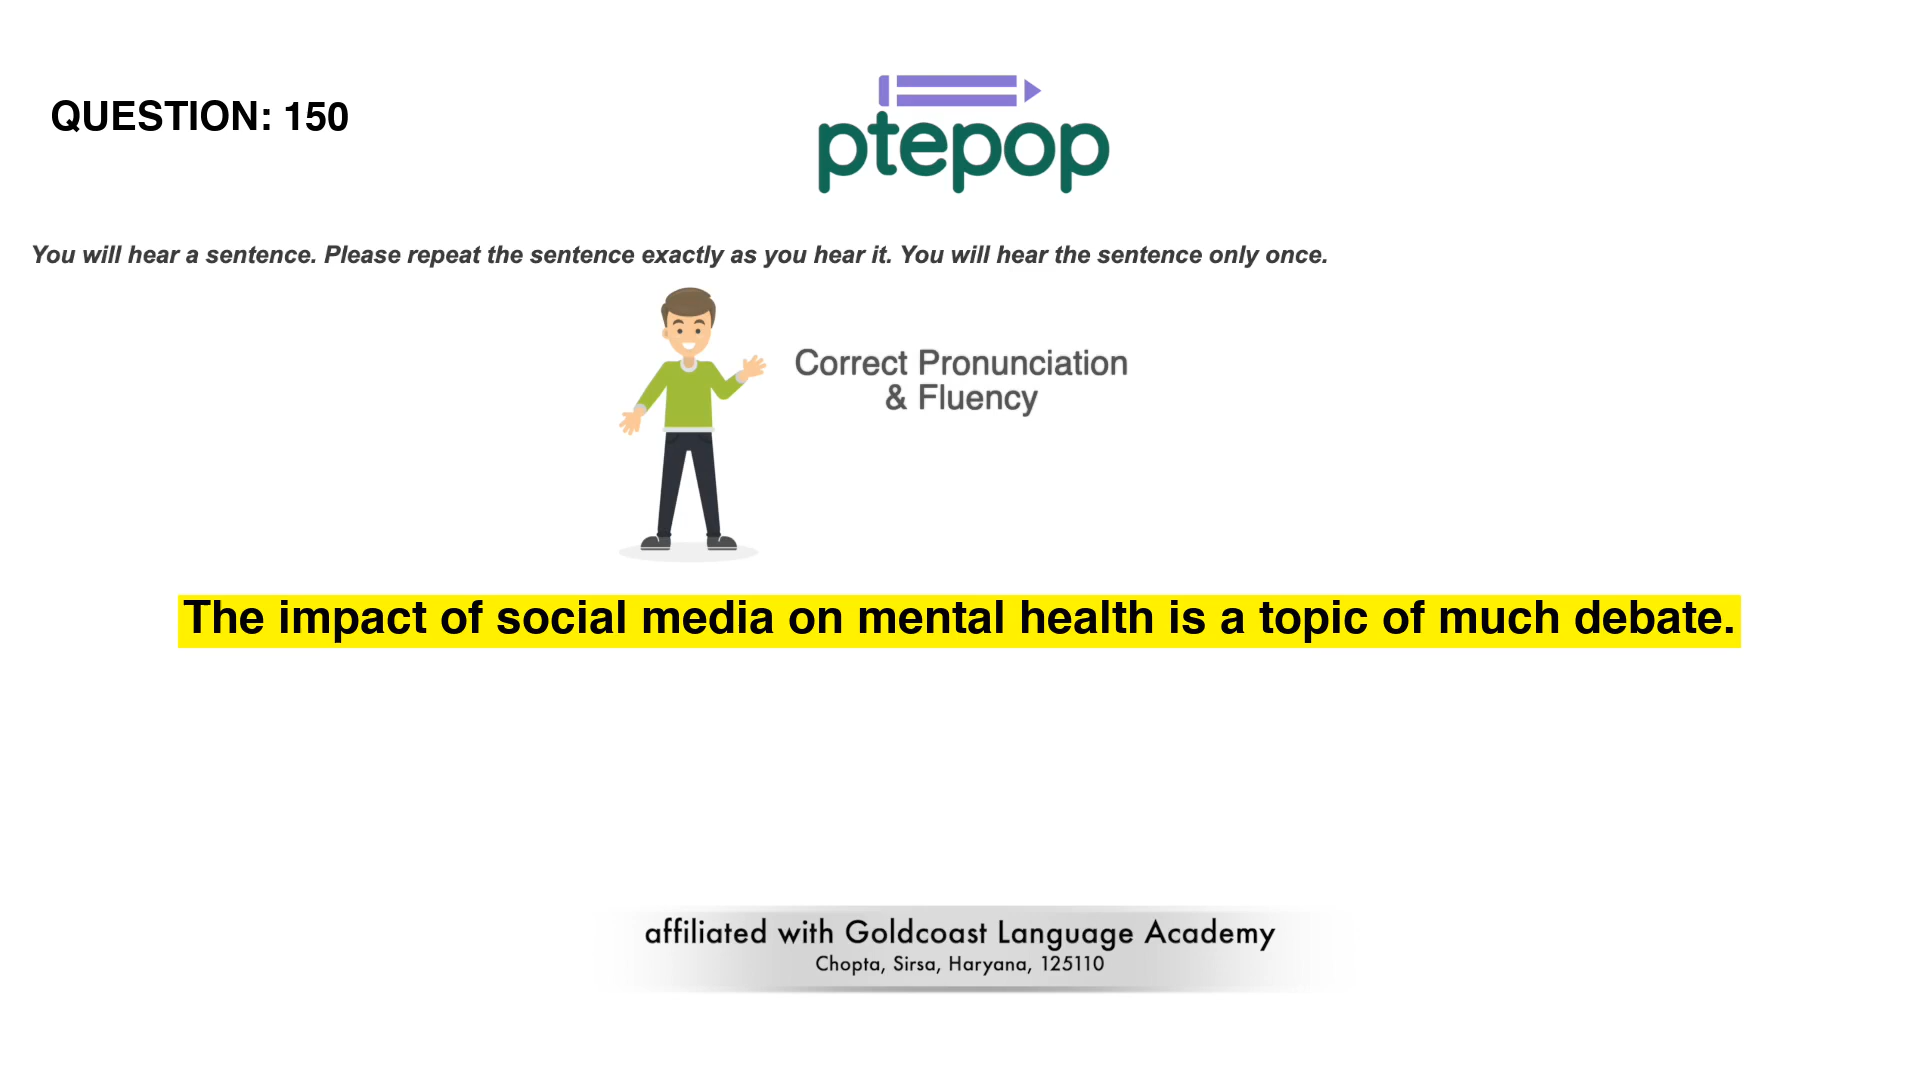 QUESTION: 150
ptepop
You will hear a sentence. Please repeat the sentence exactly as you hear it. You will hear the sentence only once.
Correct Pronunciation
& Fluency
The impact of social media on mental health is a topic of much debate.
affiliated with Goldcoast Language Academy
Chopta, Sirsa, Haryana, 125110